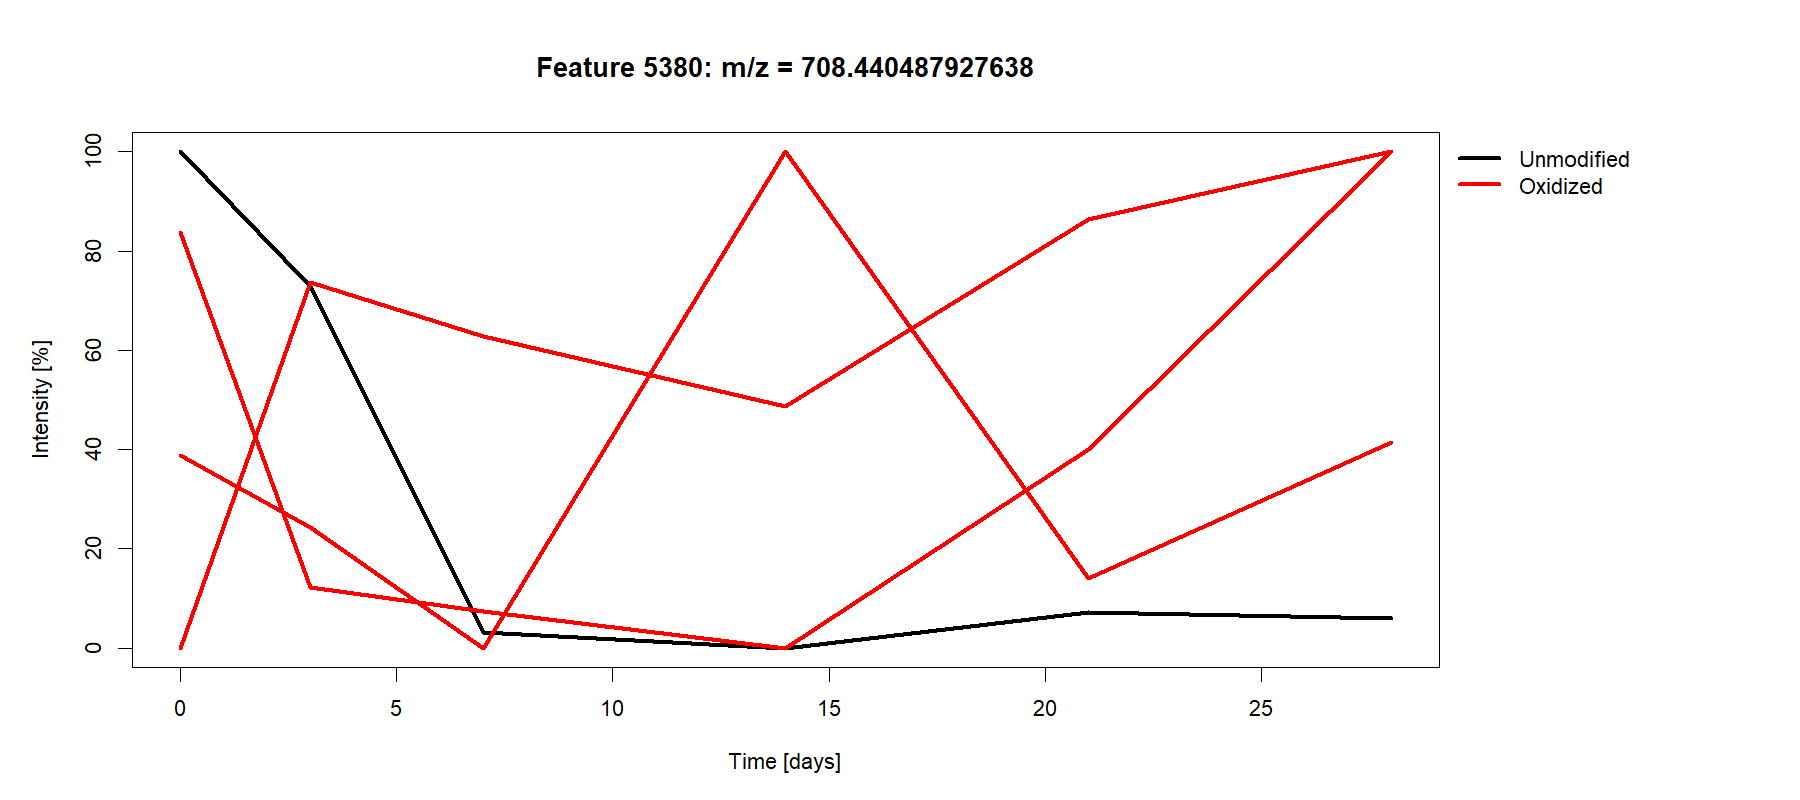 Feature 5380: m/z = 708.440487927638
Unmodified
Oxidized
Intensity [%]
100
80
60
40
20
0
0 5 10 15 20 25
Time [days]